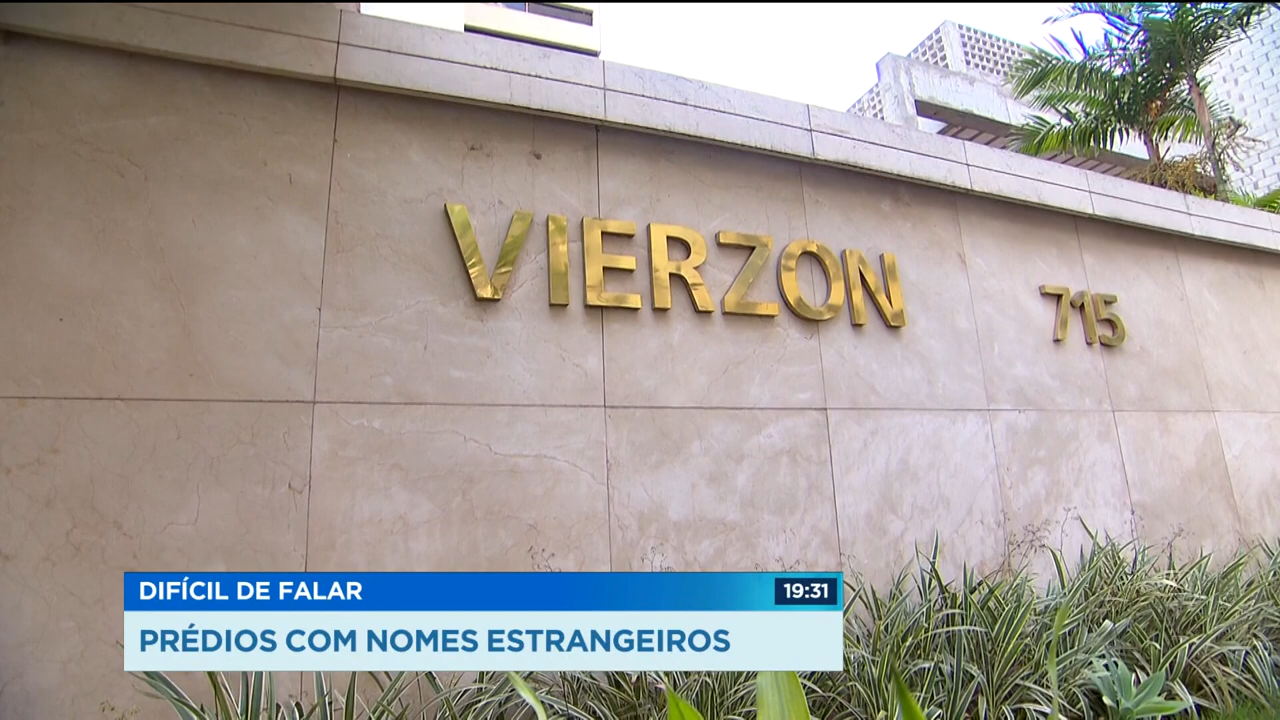 VIERZON 715
DIFÍCIL DE FALAR 19:31
PRÉDIOS COM NOMES ESTRANGEIROS